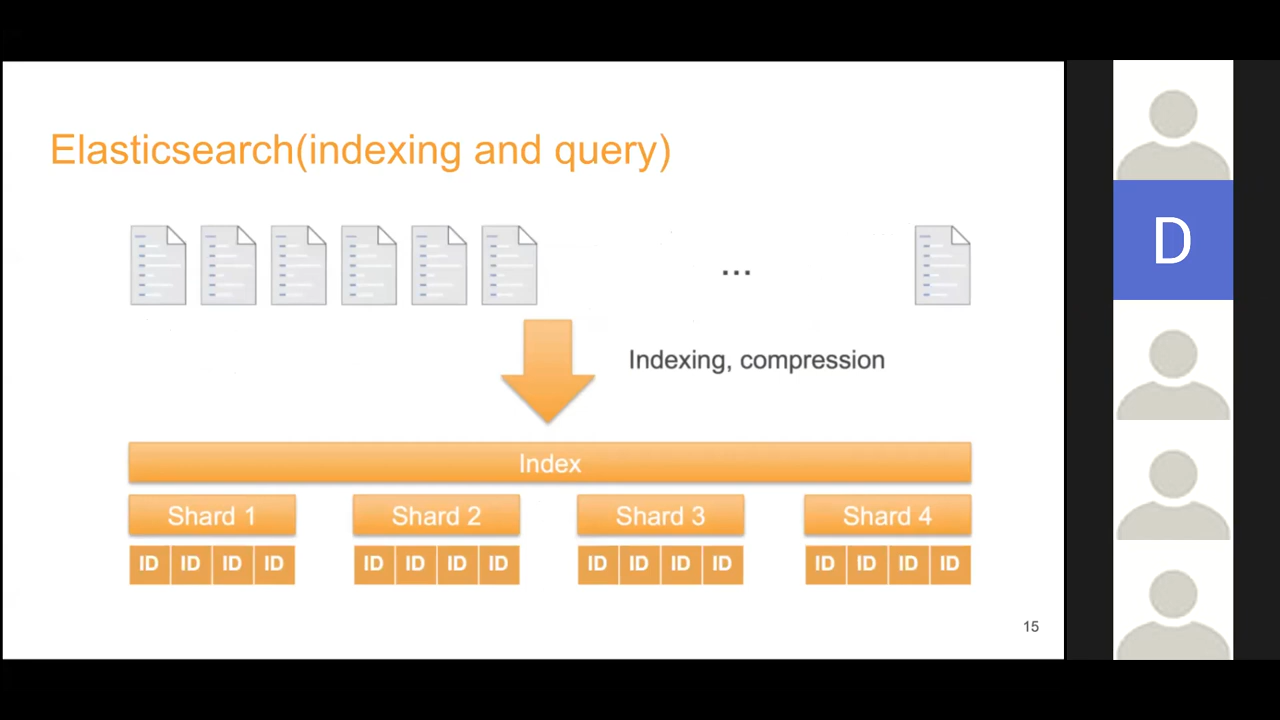 Elasticsearch(indexing and query)
...
Indexing, compression
Index
Shard 1 Shard 2 Shard 3 Shard 4
ID ID ID ID ID ID ID ID ID ID ID ID ID ID ID ID
15
D